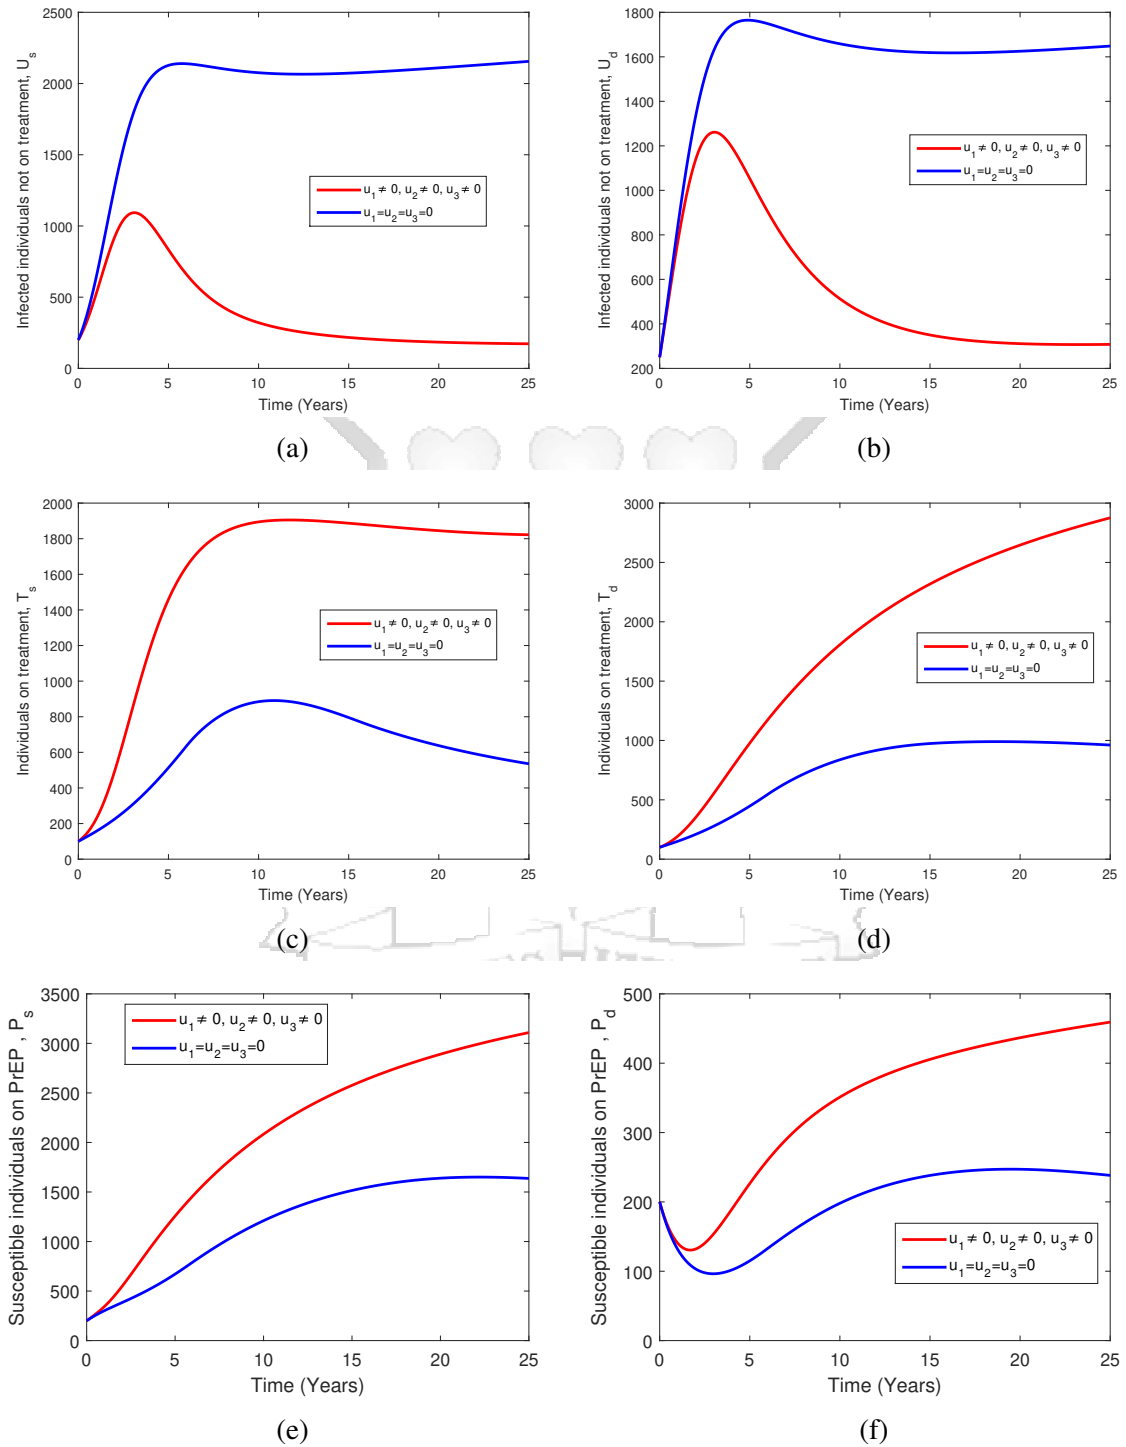 2500
2000
1500
1000
500
0
Infected individuals not on treatment, U_s
u_1 ≠ 0, u_2 ≠ 0, u_3 ≠ 0
u_1=u_2=u_3=0
0 5 10 15 20 25
Time (Years)
(a)
1800
1600
1400
1200
1000
800
600
400
200
Infected individuals not on treatment, U_d
u_1 ≠ 0, u_2 ≠ 0, u_3 ≠ 0
u_1=u_2=u_3=0
0 5 10 15 20 25
Time (Years)
(b)
2000
1800
1600
1400
1200
1000
800
600
400
200
0
Individuals on treatment, T_s
u_1 ≠ 0, u_2 ≠ 0, u_3 ≠ 0
u_1=u_2=u_3=0
0 5 10 15 20 25
Time (Years)
(c)
3000
2500
2000
1500
1000
500
0
Individuals on treatment, T_d
u_1 ≠ 0, u_2 ≠ 0, u_3 ≠ 0
u_1=u_2=u_3=0
0 5 10 15 20 25
Time (Years)
(d)
3500
3000
2500
2000
1500
1000
500
0
Susceptible individuals on PrEP , P_s
u_1 ≠ 0, u_2 ≠ 0, u_3 ≠ 0
u_1=u_2=u_3=0
0 5 10 15 20 25
Time (Years)
(e)
500
400
300
200
100
0
Susceptible individuals on PrEP , P_d
u_1 ≠ 0, u_2 ≠ 0, u_3 ≠ 0
u_1=u_2=u_3=0
0 5 10 15 20 25
Time (Years)
(f)